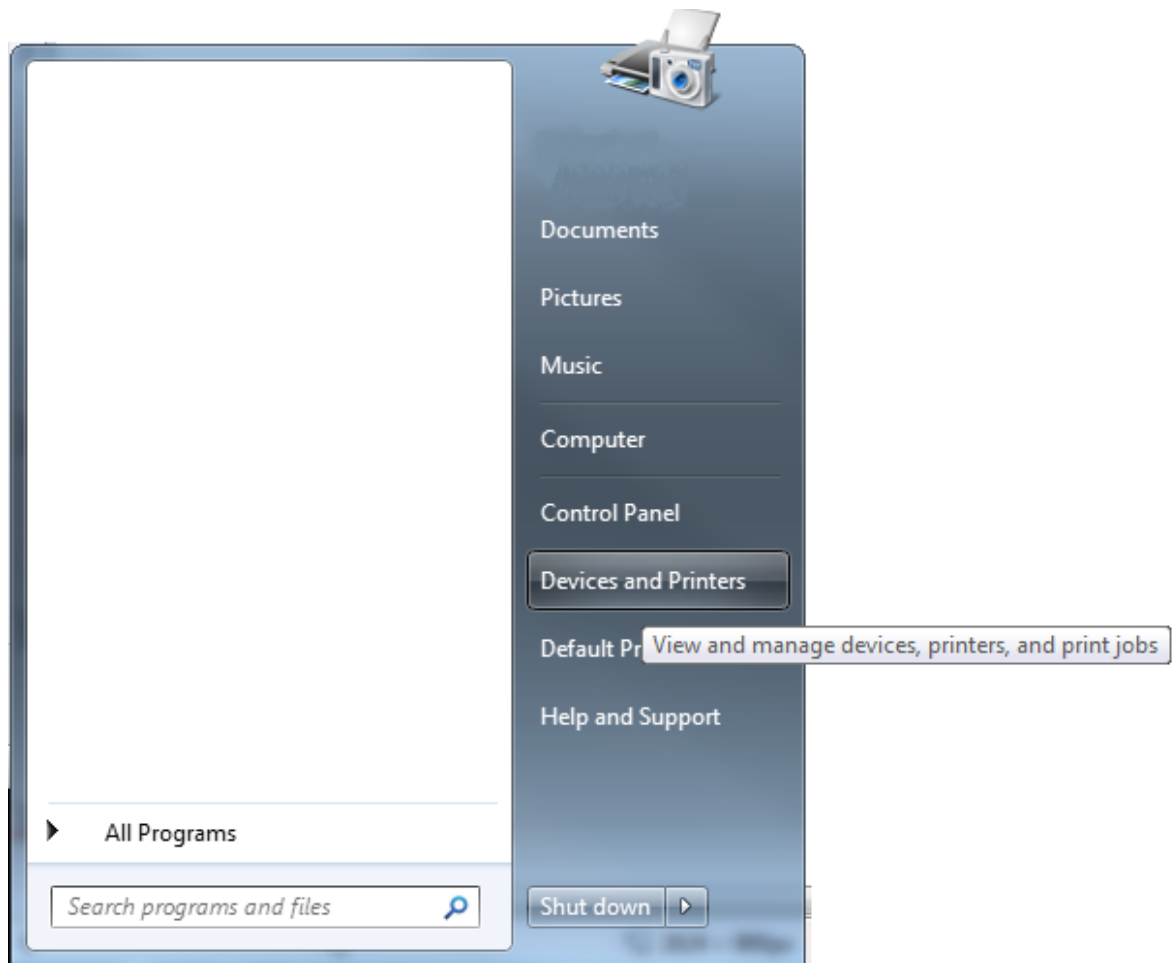 Documents
Pictures
Music
Computer
Control Panel
Devices and Printers
Default Pr
View and manage devices, printers, and print jobs
Help and Support
All Programs
Search programs and files
Shut down